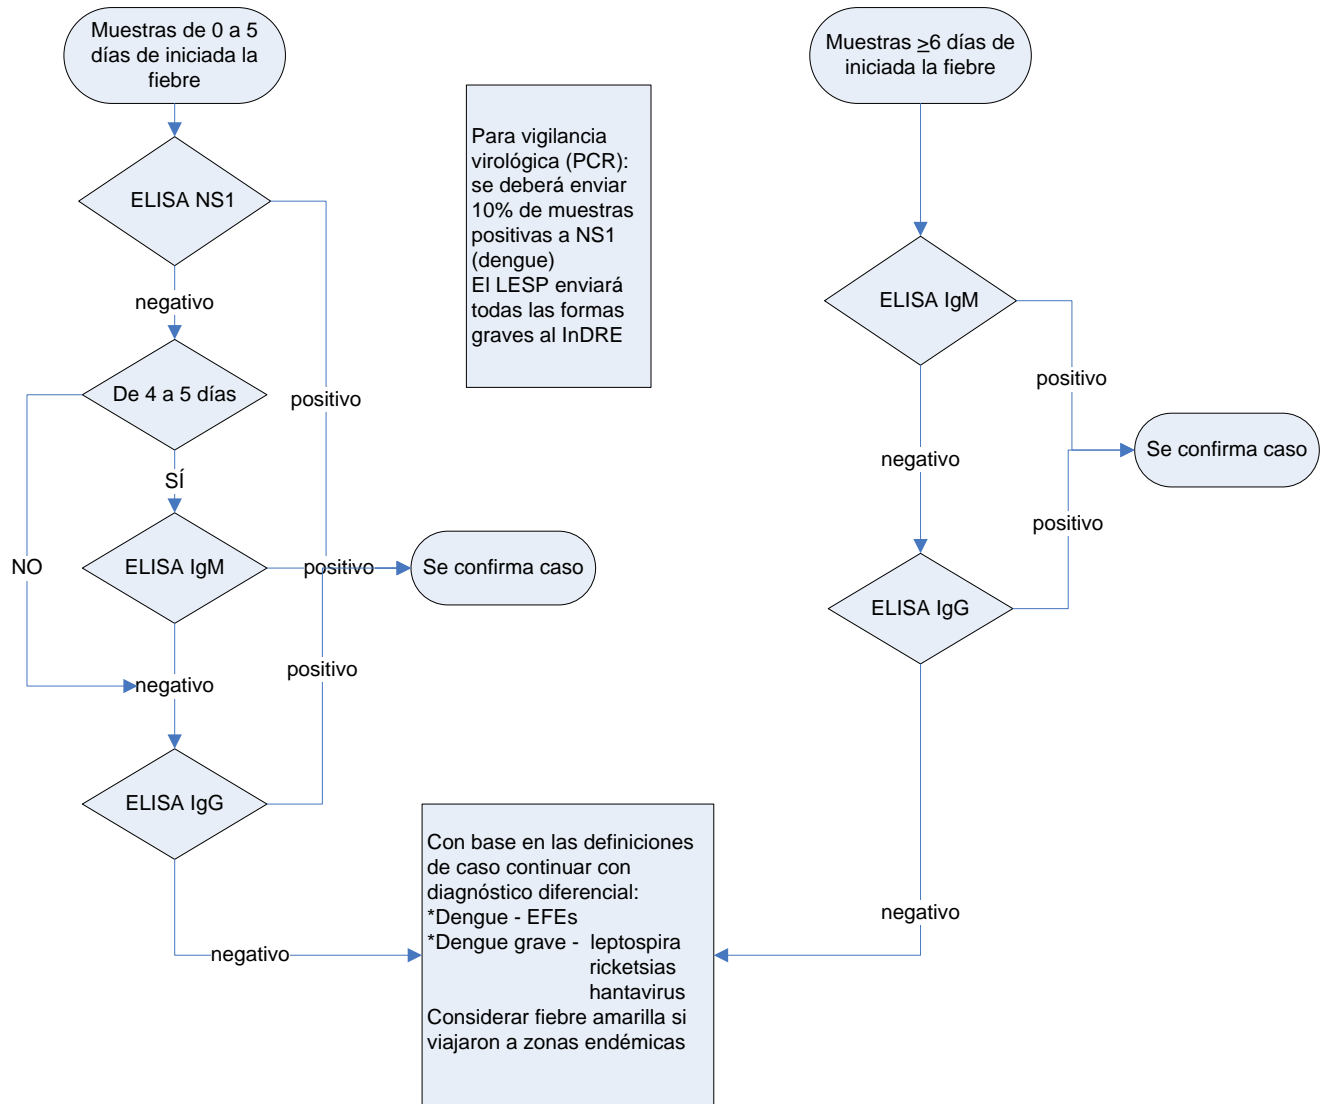 Muestras de 0 a 5
días de iniciada la
fiebre
ELISA NS1
negativo
De 4 a 5 días
positivo
SÍ
NO
ELISA IgM
positivo
Se confirma caso
negativo
positivo
ELISA IgG
negativo
Para vigilancia
virológica (PCR):
se deberá enviar
10% de muestras
positivas a NS1
(dengue)
El LESP enviará
todas las formas
graves al InDRE
Muestras ≥6 días de
iniciada la fiebre
ELISA IgM
positivo
negativo
Se confirma caso
positivo
ELISA IgG
negativo
Con base en las definiciones
de caso continuar con
diagnóstico diferencial:
*Dengue - EFEs
*Dengue grave - leptospira
ricketsias
hantavirus
Considerar fiebre amarilla si
viajaron a zonas endémicas